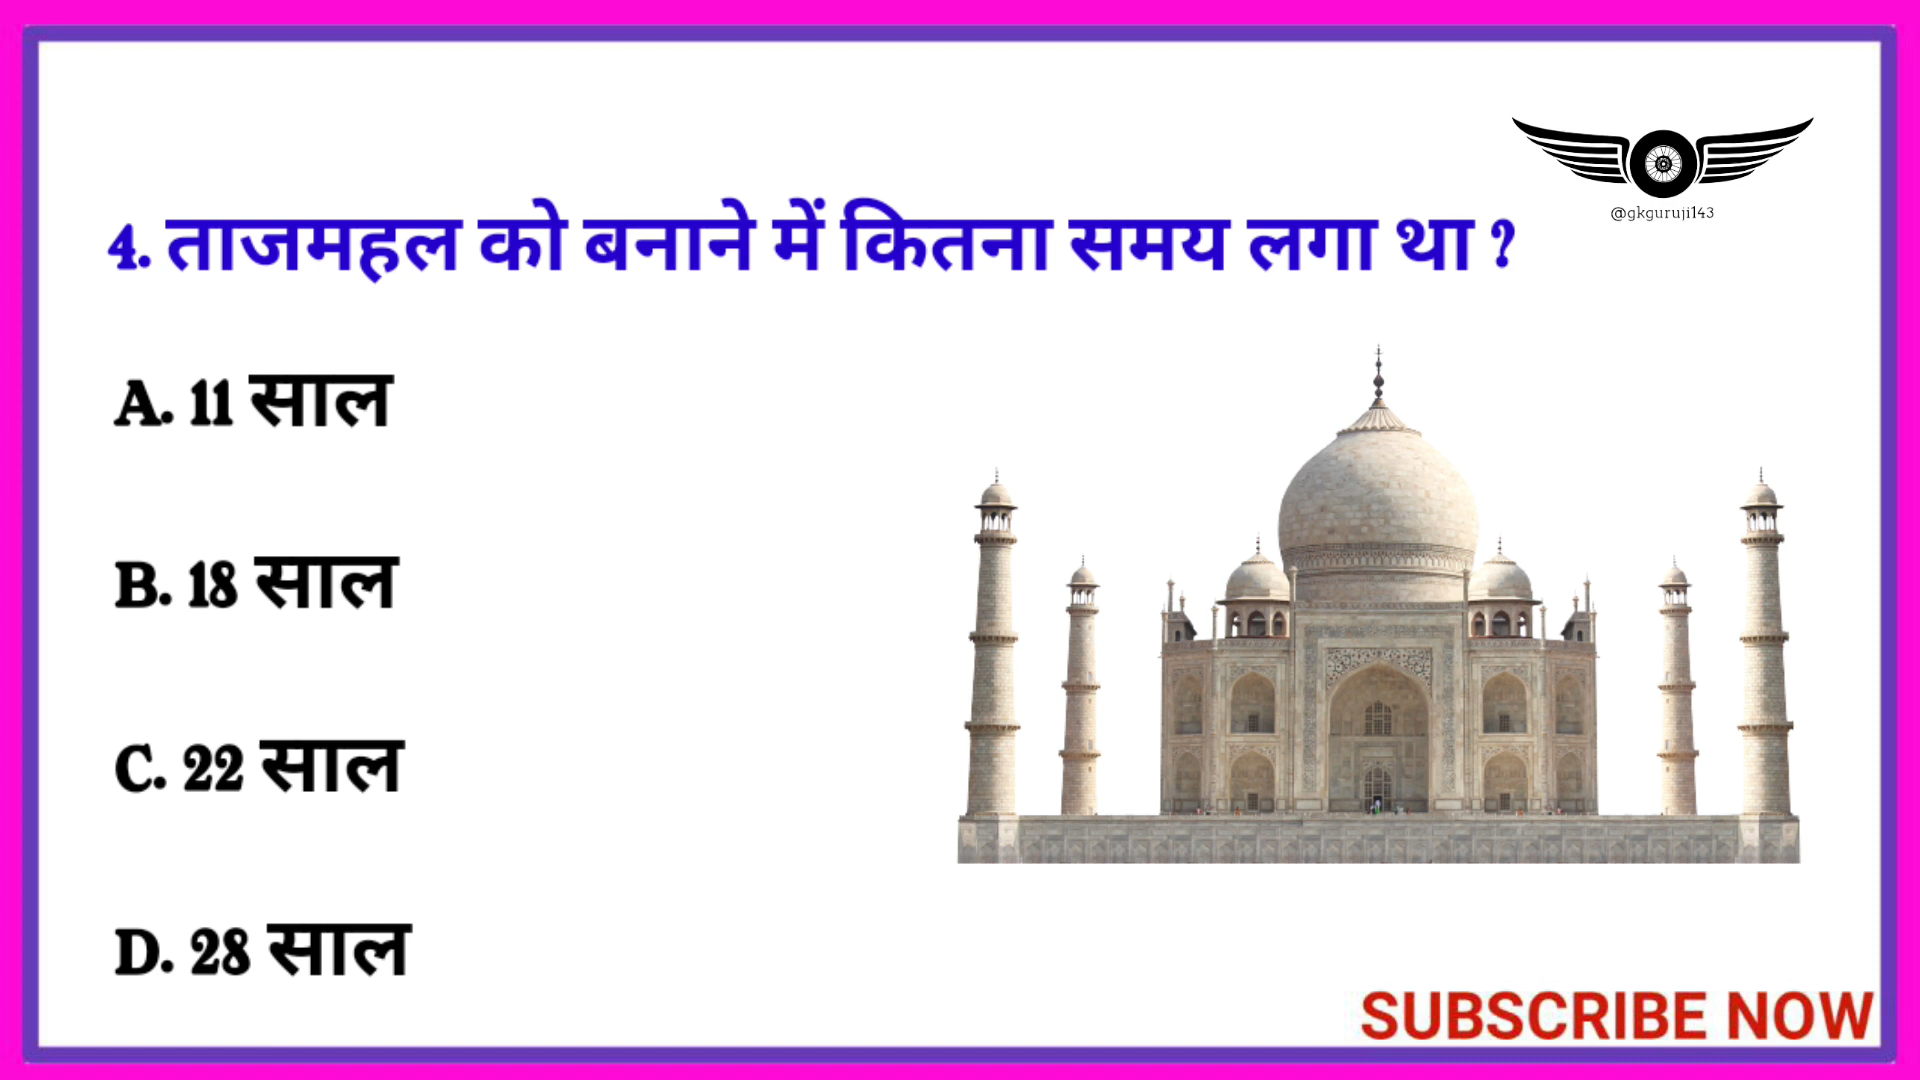 @gkguruji143
4. ताजमहल को बनाने में कितना समय लगा था ?
A. 11 साल
B. 18 साल
C. 22 साल
D. 28 साल
SUBSCRIBE NOW